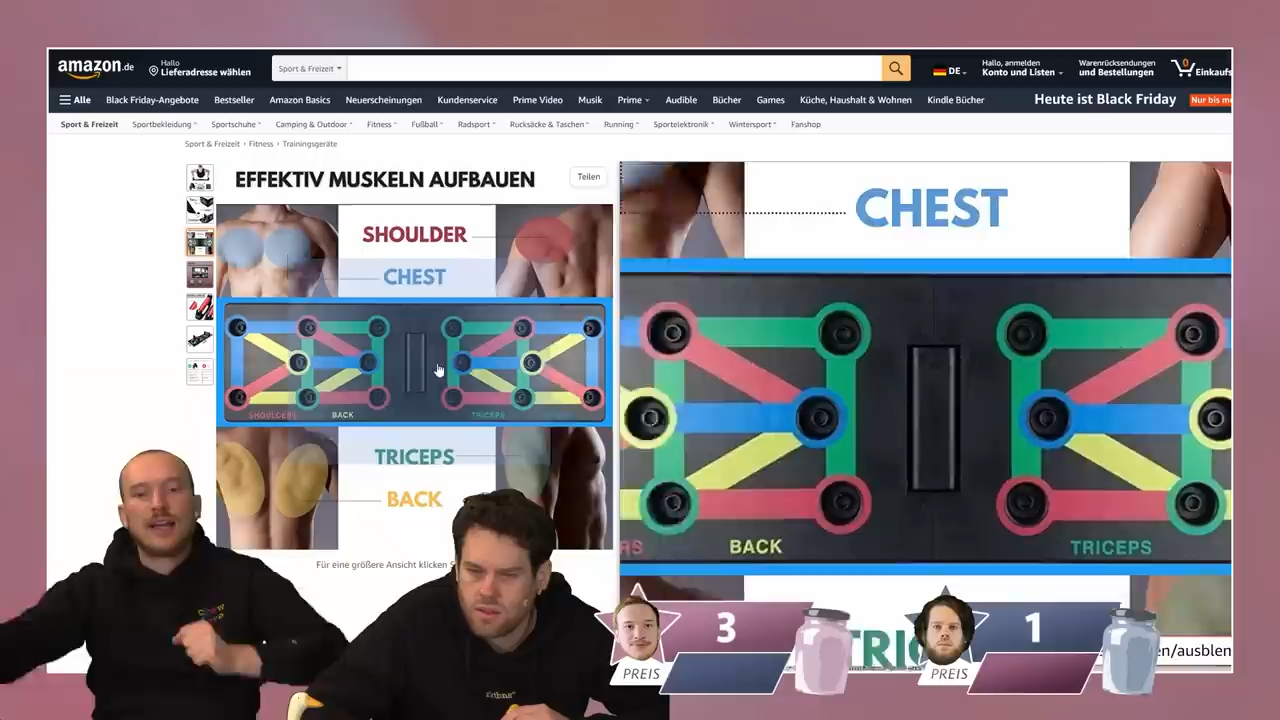 amazon.de
Hallo
Lieferadresse wählen
Sport & Freizeit
DE
Hallo, anmelden
Konto und Listen
Warenrücksendungen
und Bestellungen
0
Einkaufs
Alle
Black Friday-Angebote
Bestseller
Amazon Basics
Neuerscheinungen
Kundenservice
Prime Video
Musik
Prime
Audible
Bücher
Games
Küche, Haushalt & Wohnen
Kindle Bücher
Heute ist Black Friday
Nur bis
Sport & Freizeit
Sportbekleidung
Sportschuhe
Camping & Outdoor
Fitness
Fußball
Radsport
Rucksäcke & Taschen
Running
Sportelektronik
Wintersport
Fanshop
Sport & Freizeit › Fitness › Trainingsgeräte
EFFEKTIV MUSKELN AUFBAUEN
Teilen
SHOULDER
CHEST
SHOULDERS
BACK
TRICEPS
TRICEPS
BACK
Für eine größere Ansicht klicken S
CHEST
RS
BACK
TRICEPS
TRIC
en/ausblen
3
PREIS
1
PREIS